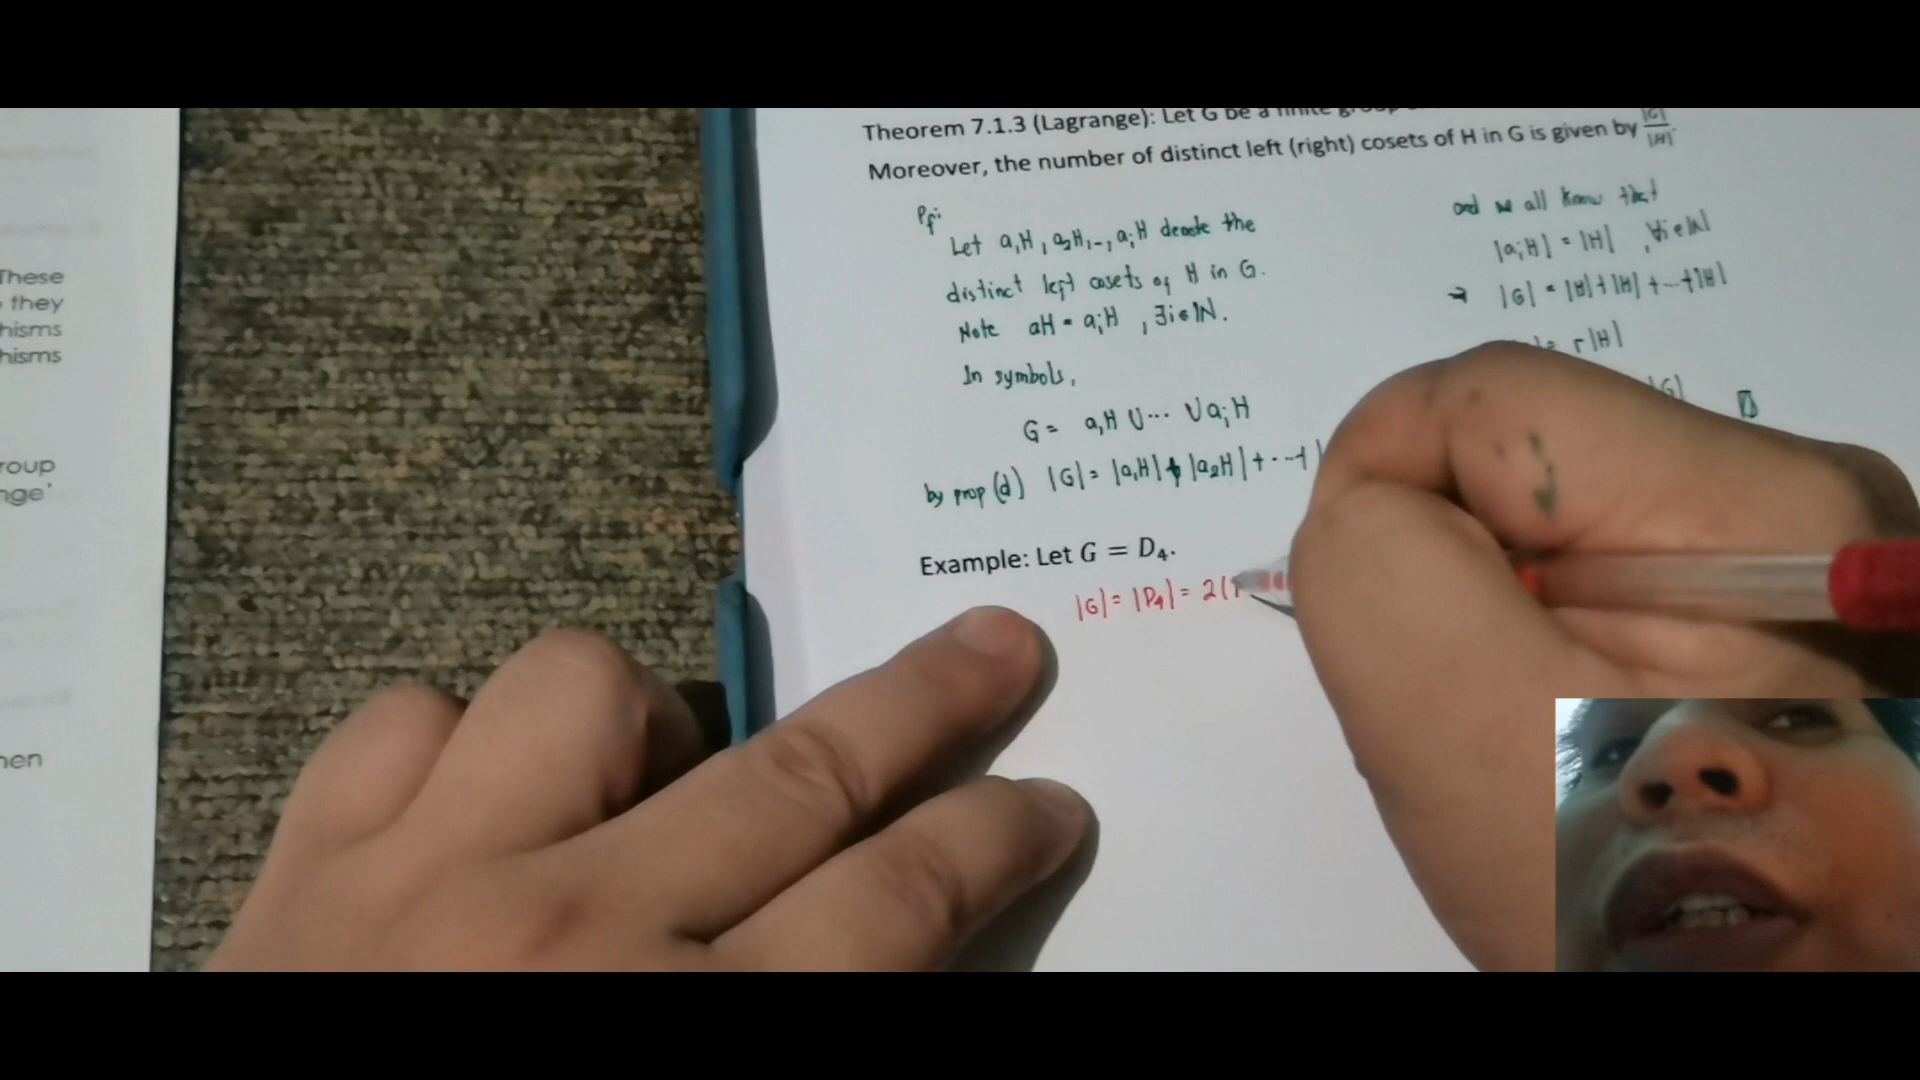 These
they
hisms
hisms
roup
nge'
hen
Theorem 7.1.3 (Lagrange): Let G be a finite group
Moreover, the number of distinct left (right) cosets of H in G is given by |G|/|H|.
Pf:
Let a₁H, a₂H,..., aᵢH denote the
distinct left cosets of H in G.
Note aH = aᵢH , ∃i∈ℕ.
In symbols,
G = a₁H ∪ ⋯ ∪ aᵢH
by prop (d) |G| = |a₁H| + |a₂H| + ⋯ + |
and we all know that
|aᵢH| = |H| , ∀i∈ℕ
→ |G| = |H|+|H|+⋯+|H|
r|H|
|G|
Example: Let G = D₄.
|G| = |D₄| = 2(